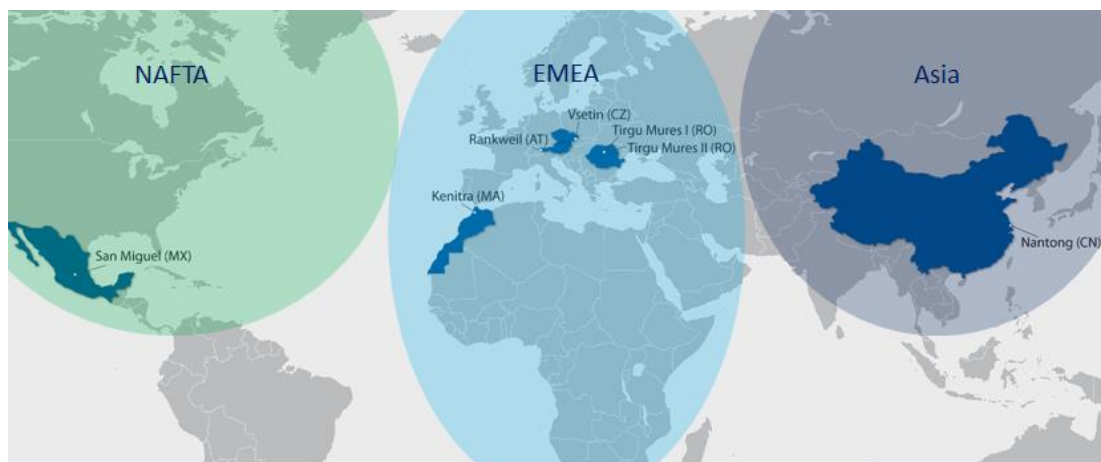 NAFTA
EMEA
Asia
Vsetin (CZ)
Rankweil (AT)
Tirgu Mures I (RO)
Tirgu Mures II (RO)
Kenitra (MA)
San Miguel (MX)
Nantong (CN)